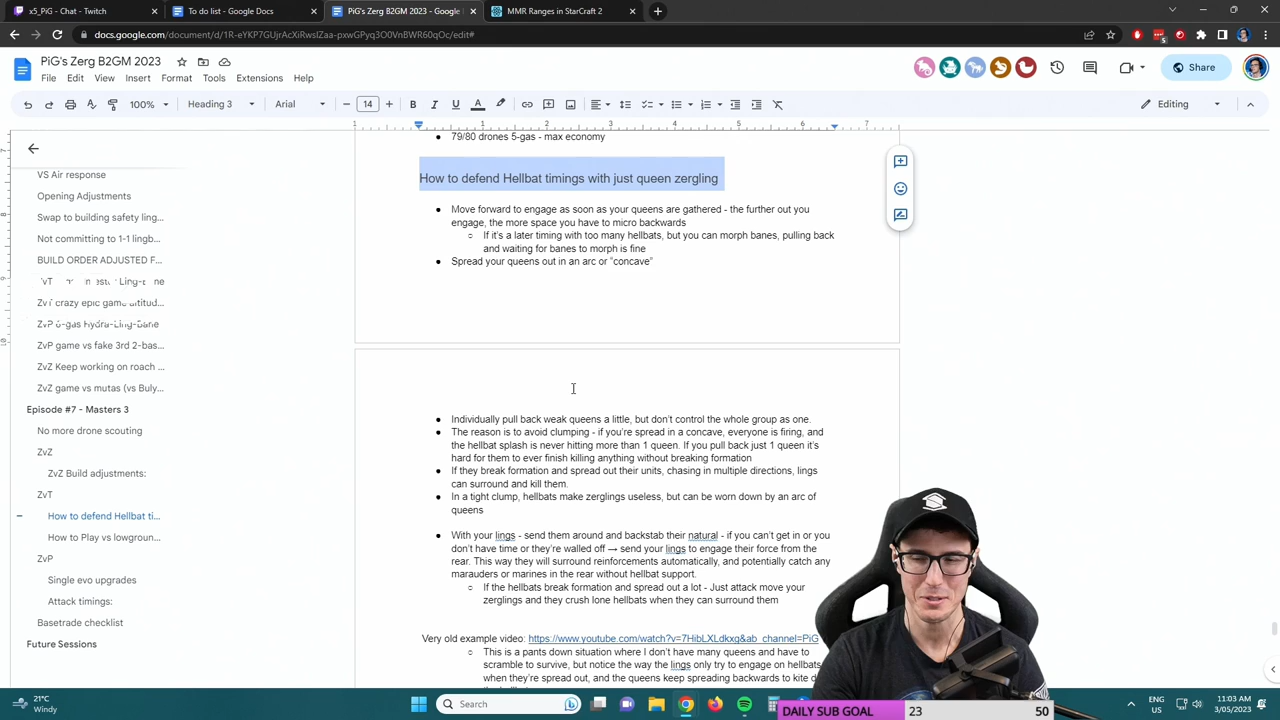 x5_PiG - Chat - Twitch
To do list - Google Docs
PiG's Zerg B2GM 2023 - Google
MMR Ranges in StarCraft 2
docs.google.com/document/d/1R-eYKP7GUjrAcXiRwslZaa-pxwGPyq3O0VnBWR60qOc/edit#
PiG's Zerg B2GM 2023
File Edit View Insert Format Tools Extensions Help
Share
100% Heading 3 Arial 14 Editing
VS Air response
Opening Adjustments
Swap to building safety ling...
Not committing to 1-1 lingb...
BUILD ORDER ADJUSTED F...
ZvT crazy epic game altitud...
ZvP 6-gas Hydra-Ling-Bane
ZvP game vs fake 3rd 2-bas...
ZvZ Keep working on roach ...
ZvZ game vs mutas (vs Buly...
Episode #7 - Masters 3
No more drone scouting
ZvZ
ZvZ Build adjustments:
ZvT
How to defend Hellbat ti...
How to Play vs lowgroun...
ZvP
Single evo upgrades
Attack timings:
Basetrade checklist
Future Sessions
1 1 2 3 4 5 6 7
● 79/80 drones 5-gas - max economy
How to defend Hellbat timings with just queen zergling
● Move forward to engage as soon as your queens are gathered - the further out you
engage, the more space you have to micro backwards
○ If it's a later timing with too many hellbats, but you can morph banes, pulling back
and waiting for banes to morph is fine
● Spread your queens out in an arc or “concave”
● Individually pull back weak queens a little, but don't control the whole group as one.
● The reason is to avoid clumping - if you're spread in a concave, everyone is firing, and
the hellbat splash is never hitting more than 1 queen. If you pull back just 1 queen it's
hard for them to ever finish killing anything without breaking formation
● If they break formation and spread out their units, chasing in multiple directions, lings
can surround and kill them.
● In a tight clump, hellbats make zerglings useless, but can be worn down by an arc of
queens
● With your lings - send them around and backstab their natural - if you can't get in or you
don't have time or they're walled off → send your lings to engage their force from the
rear. This way they will surround reinforcements automatically, and potentially catch any
marauders or marines in the rear without hellbat support.
○ If the hellbats break formation and spread out a lot - Just attack move your
zerglings and they crush lone hellbats when they can surround them
Very old example video: https://www.youtube.com/watch?v=7HibLXLdkxg&ab_channel=PiG
○ This is a pants down situation where I don't have many queens and have to
scramble to survive, but notice the way the lings only try to engage on hellbats
when they're spread out, and the queens keep spreading backwards to kite
21°C
Windy
Search
ENG
US
11:03 AM
3/05/2023
DAILY SUB GOAL 23 50